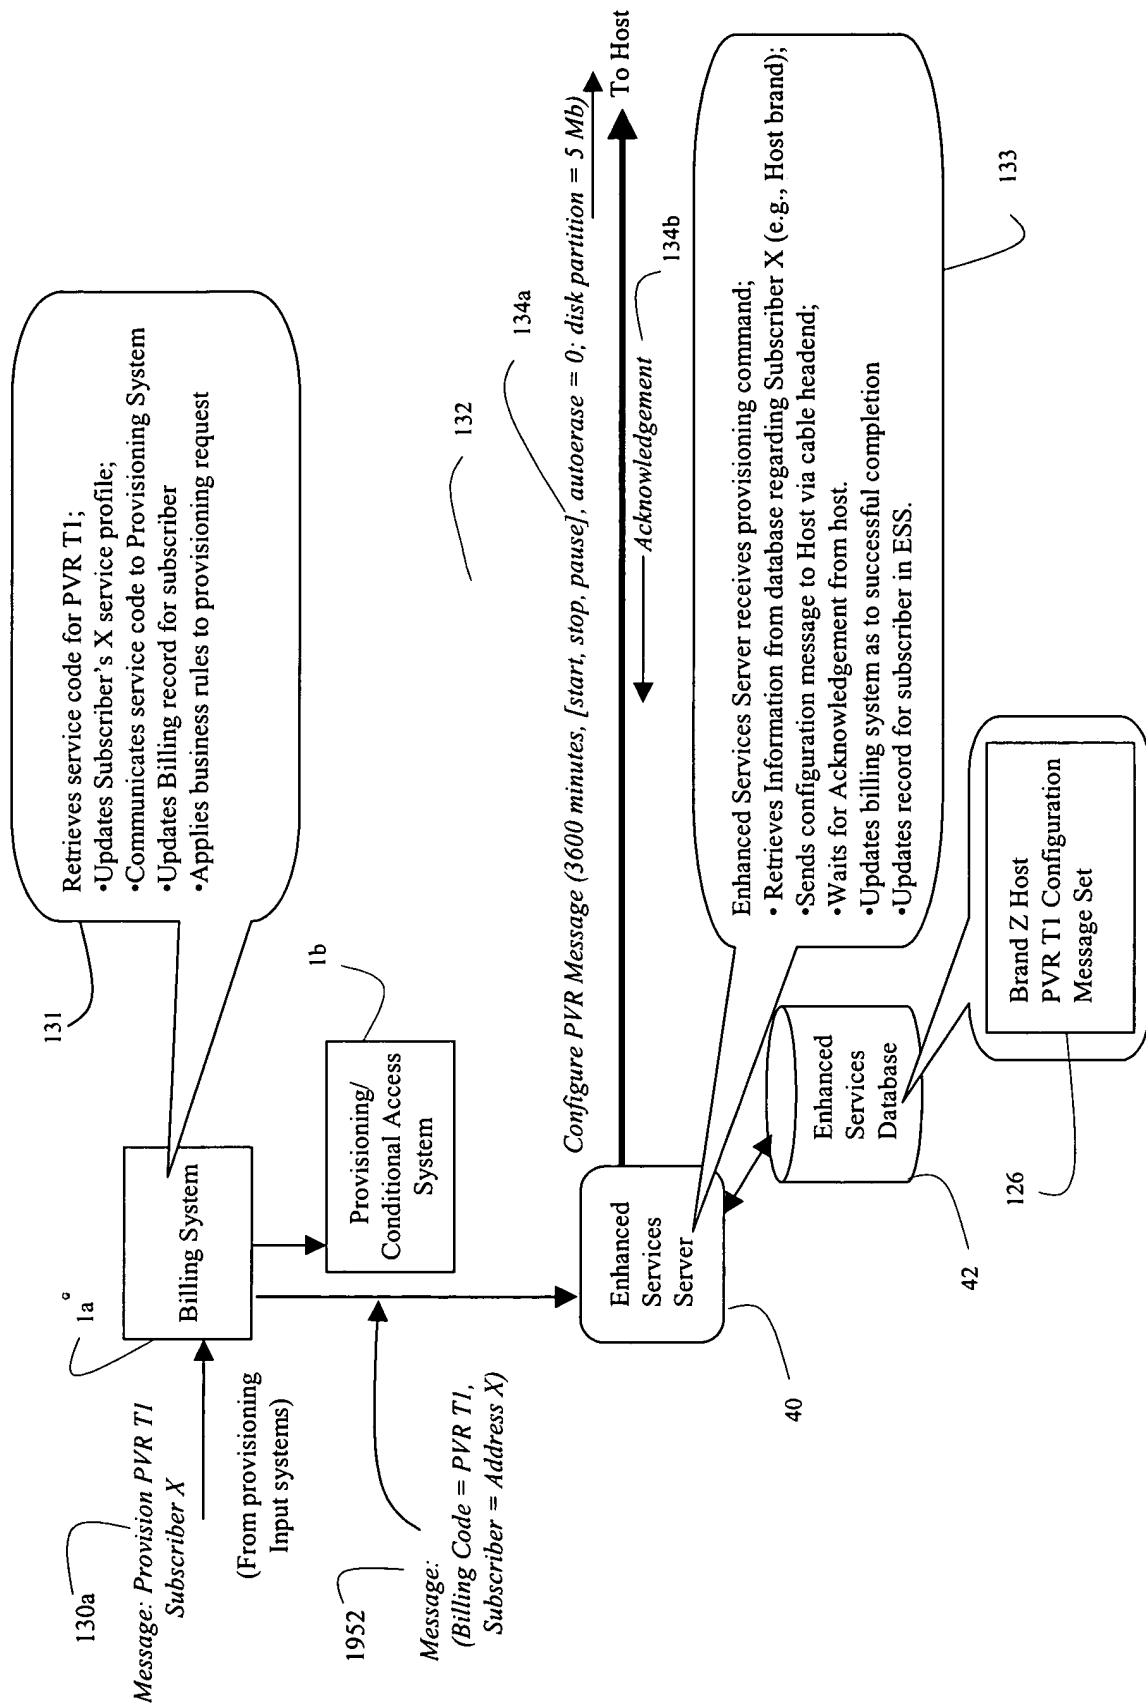 130a
Message: Provision PVR T1
Subscriber X
(From provisioning
Input systems)
1a
Billing System
131
Retrieves service code for PVR T1;
•Updates Subscriber's X service profile;
•Communicates service code to Provisioning System
•Updates Billing record for subscriber
•Applies business rules to provisioning request
1b
Provisioning/
Conditional Access
System
1952
Message:
(Billing Code = PVR T1,
Subscriber = Address X)
132
134a
Configure PVR Message (3600 minutes, [start, stop, pause], autoerase = 0; disk partition = 5 Mb)
To Host
Acknowledgement
134b
Enhanced
Services
Server
40
Enhanced Services Server receives provisioning command;
• Retrieves Information from database regarding Subscriber X (e.g., Host brand);
•Sends configuration message to Host via cable headend;
•Waits for Acknowledgement from host.
•Updates billing system as to successful completion
•Updates record for subscriber in ESS.
133
Enhanced
Services
Database
42
126
Brand Z Host
PVR T1 Configuration
Message Set